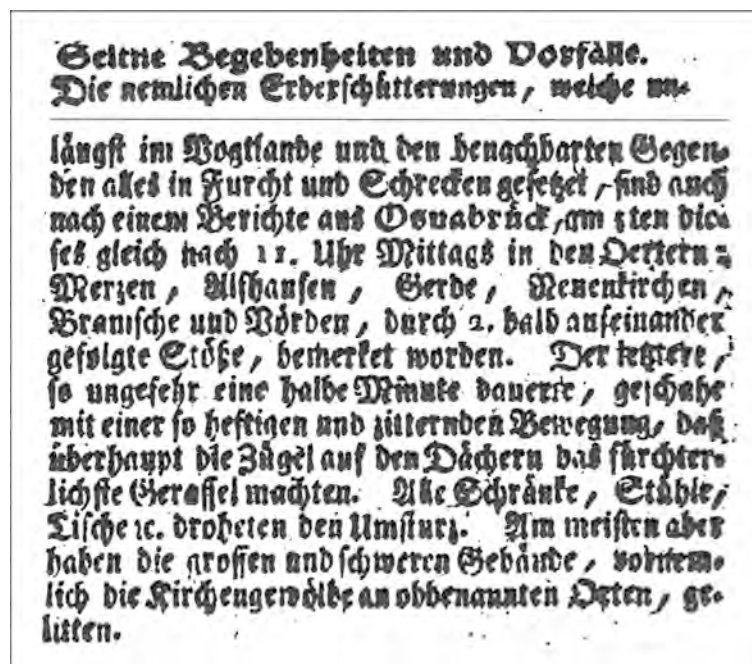 Seltne Begebenheiten und Vorfälle.
Die nemlichen Erderschütterungen, welche un-
längst im Vogtlande und den benachbarten Gegen-
den alles in Furcht und Schrecken gesetzet, sind auch
nach einem Berichte aus Osnabrück, am 5ten die-
ses gleich nach 11. Uhr Mittags in den Oertern:
Merzen, Alfhausen, Gerde, Neuenkirchen,
Bramsche und Vörden, durch 2. bald aufeinander
gefolgte Stöße, bemerket worden. Der letztere,
so ungefehr eine halbe Minute dauerte, geschahe
mit einer so heftigen und zitternden Bewegung, daß
überhaupt die Zügel auf den Dächern das fürchter-
lichste Gerassel machten. Alle Schränke, Stühle,
Tische ꝛc. droheten den Umsturz. Am meisten aber
haben die grossen und schweren Gebäude, vornem-
lich die Kirchengewölbe an obbenannten Orten, ge-
litten.